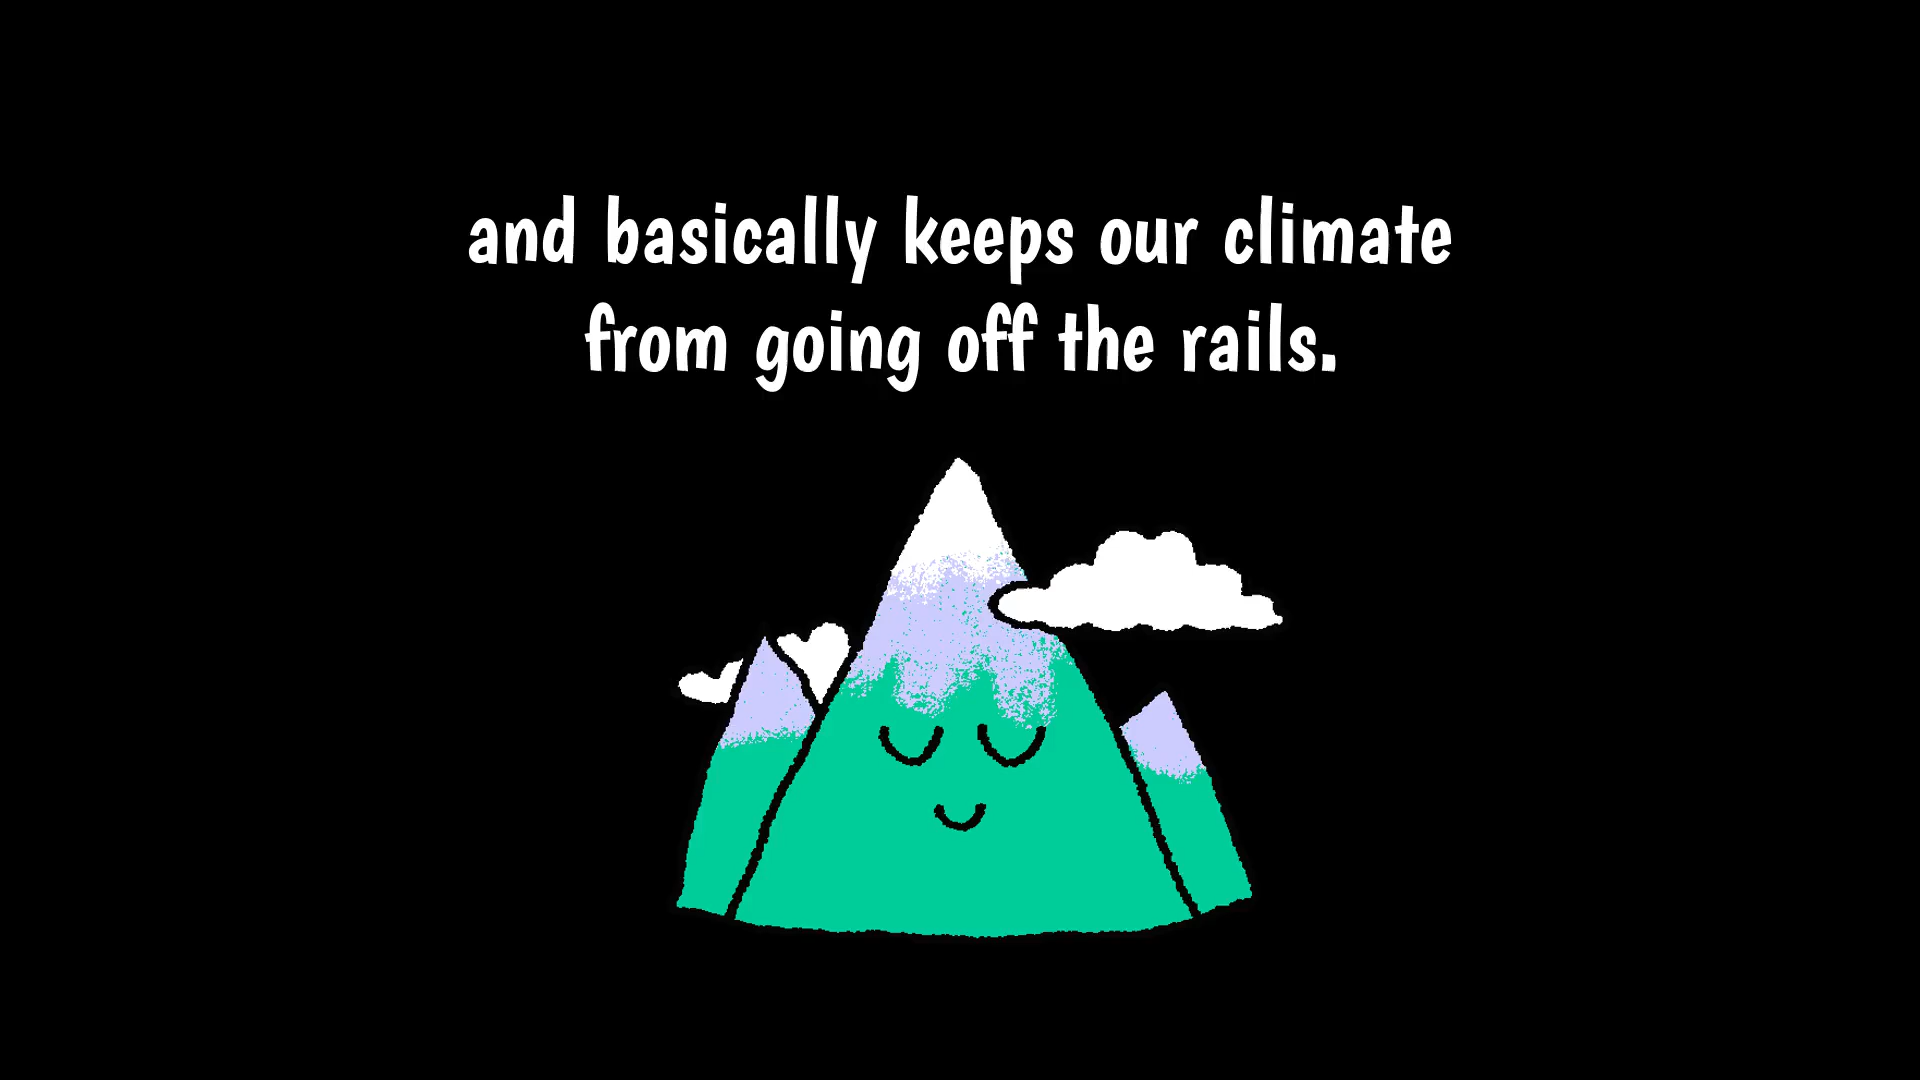 and basically keeps our climate
from going off the rails.